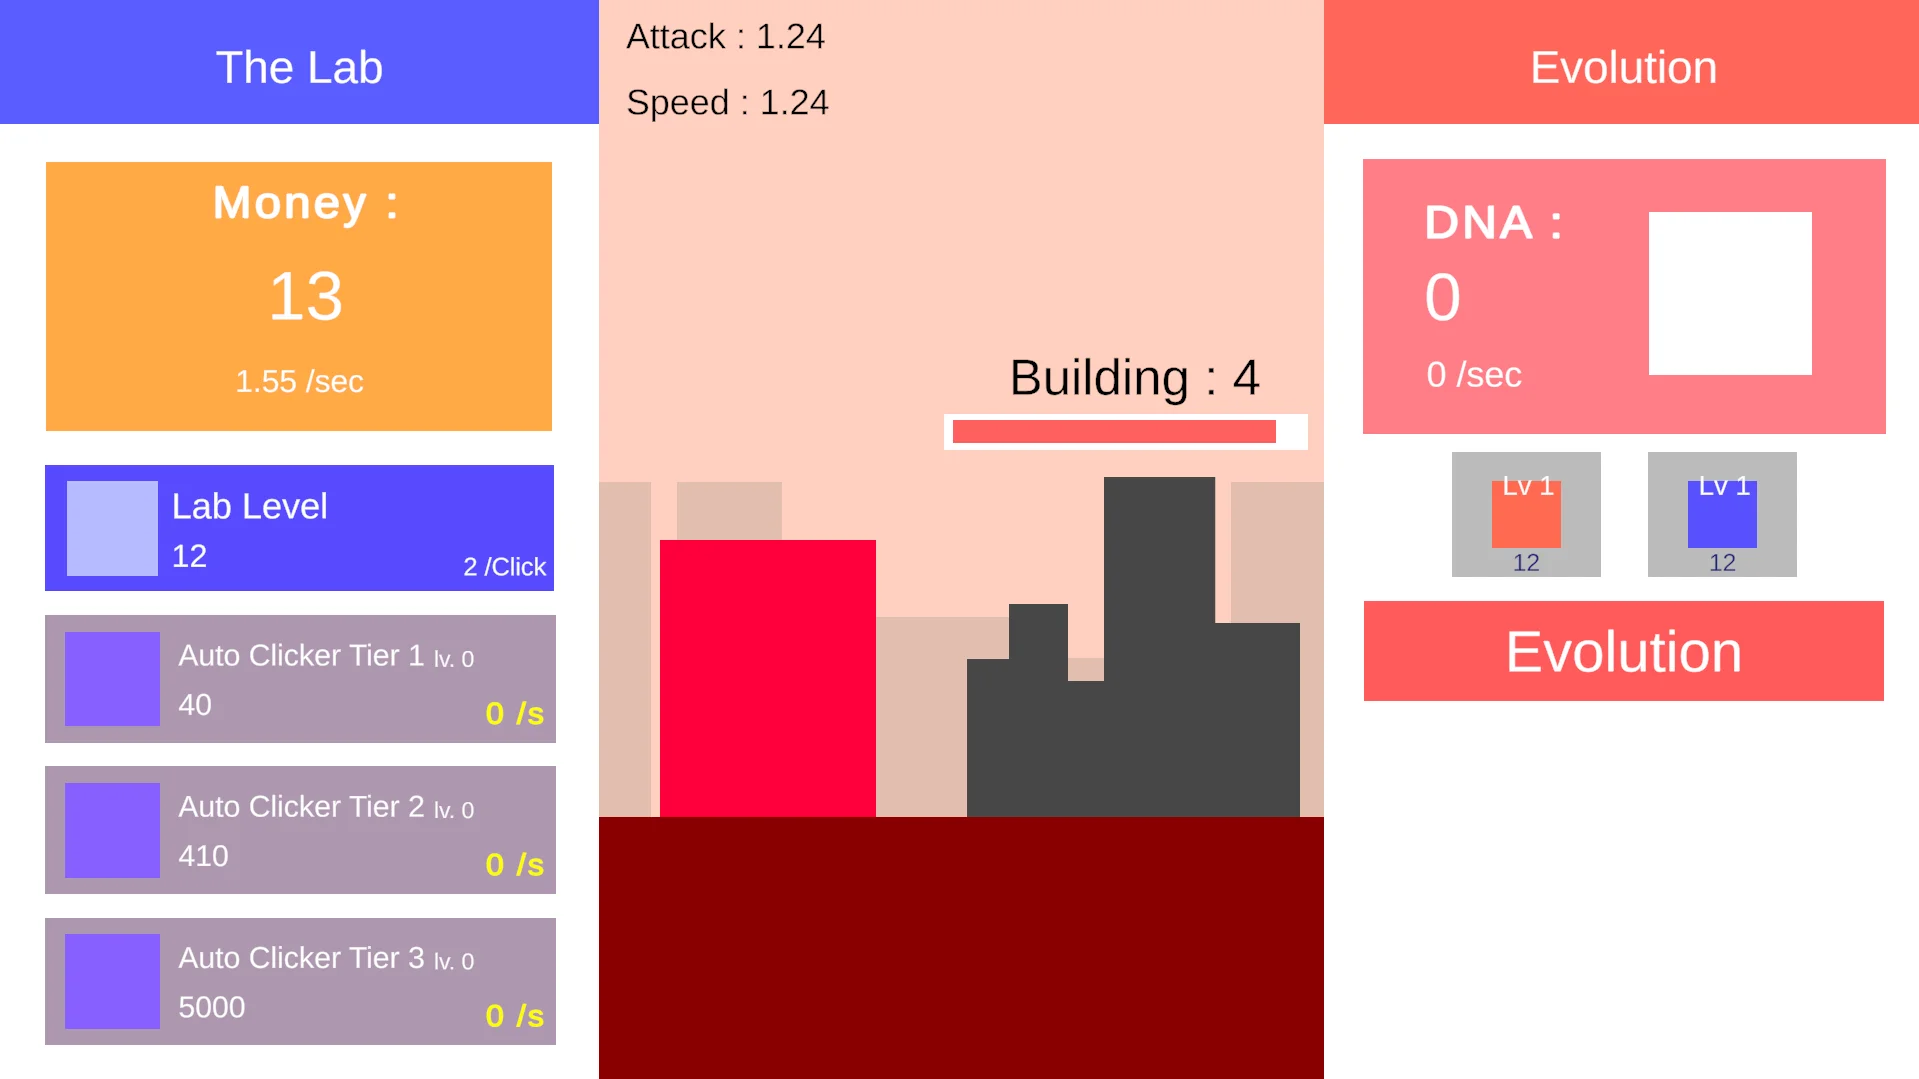 The Lab
Money :
13
1.55 /sec
Lab Level
12
2 /Click
Auto Clicker Tier 1 lv. 0
40
0 /s
Auto Clicker Tier 2 lv. 0
410
0 /s
Auto Clicker Tier 3 lv. 0
5000
0 /s
Attack : 1.24
Speed : 1.24
Building : 4
Evolution
DNA :
0
0 /sec
Lv 1
12
Lv 1
12
Evolution